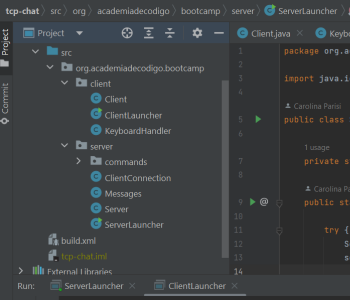 tcp-chat > src > org > academiadecodigo > bootcamp > server > ServerLauncher
Project
Client.java
Project
Commit
src
org.academiadecodigo.bootcamp
client
Client
ClientLauncher
KeyboardHandler
server
commands
ClientConnection
Messages
Server
ServerLauncher
build.xml
tcp-chat.iml
External Libraries
1 package org.
2
3 import java.i
4
Carolina Parisi
5 public class
6
1 usage
7 private s
8
Carolina Pa
9 @ public st
10
11 try {
12 S
13 s
14
Run: ServerLauncher × ClientLauncher ×